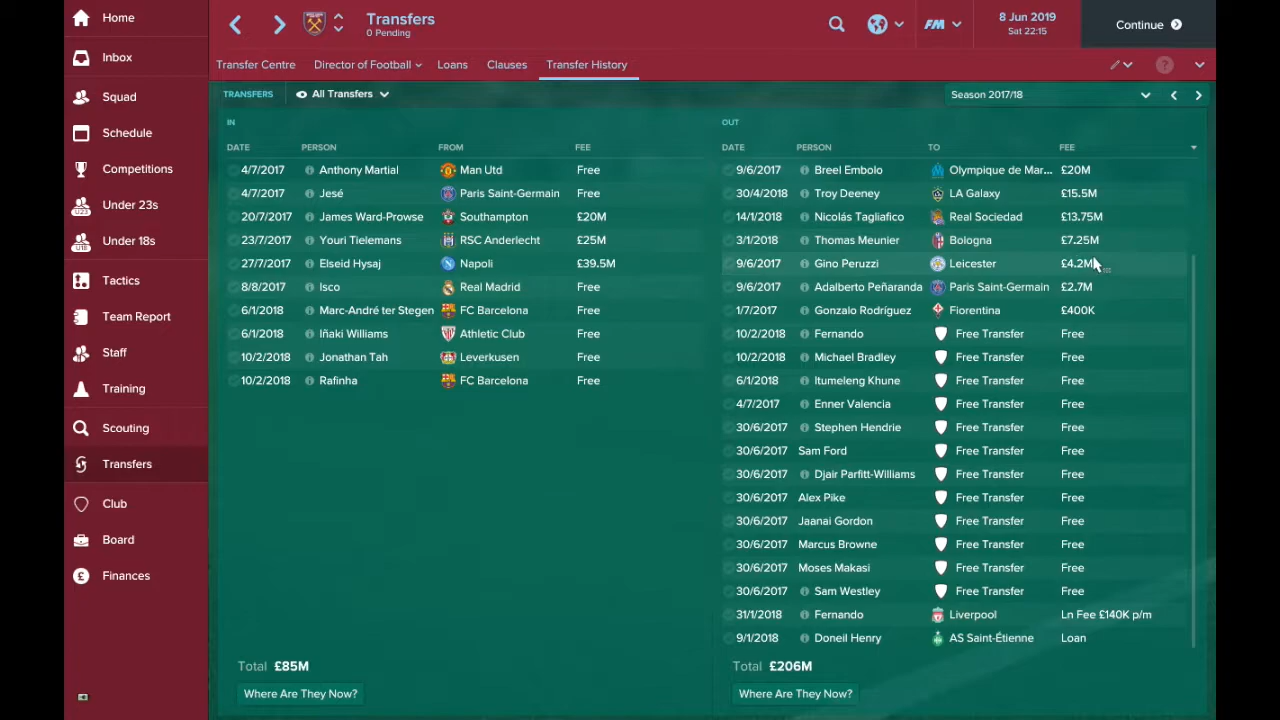 Home
Inbox
Squad
Schedule
Competitions
Under 23s
Under 18s
Tactics
Team Report
Staff
Training
Scouting
Transfers
Club
Board
Finances
Transfers
0 Pending
FM
8 Jun 2019
Sat 22:15
Continue
Transfer Centre Director of Football Loans Clauses Transfer History
TRANSFERS All Transfers Season 2017/18
IN
DATE PERSON FROM FEE
4/7/2017 Anthony Martial Man Utd Free
4/7/2017 Jesé Paris Saint-Germain Free
20/7/2017 James Ward-Prowse Southampton £20M
23/7/2017 Youri Tielemans RSC Anderlecht £25M
27/7/2017 Elseid Hysaj Napoli £39.5M
8/8/2017 Isco Real Madrid Free
6/1/2018 Marc-André ter Stegen FC Barcelona Free
6/1/2018 Iñaki Williams Athletic Club Free
10/2/2018 Jonathan Tah Leverkusen Free
10/2/2018 Rafinha FC Barcelona Free
Total £85M
Where Are They Now?
OUT
DATE PERSON TO FEE
9/6/2017 Breel Embolo Olympique de Mar... £20M
30/4/2018 Troy Deeney LA Galaxy £15.5M
14/1/2018 Nicolás Tagliafico Real Sociedad £13.75M
3/1/2018 Thomas Meunier Bologna £7.25M
9/6/2017 Gino Peruzzi Leicester £4.2M
9/6/2017 Adalberto Peñaranda Paris Saint-Germain £2.7M
1/7/2017 Gonzalo Rodríguez Fiorentina £400K
10/2/2018 Fernando Free Transfer Free
10/2/2018 Michael Bradley Free Transfer Free
6/1/2018 Itumeleng Khune Free Transfer Free
4/7/2017 Enner Valencia Free Transfer Free
30/6/2017 Stephen Hendrie Free Transfer Free
30/6/2017 Sam Ford Free Transfer Free
30/6/2017 Djair Parfitt-Williams Free Transfer Free
30/6/2017 Alex Pike Free Transfer Free
30/6/2017 Jaanai Gordon Free Transfer Free
30/6/2017 Marcus Browne Free Transfer Free
30/6/2017 Moses Makasi Free Transfer Free
30/6/2017 Sam Westley Free Transfer Free
31/1/2018 Fernando Liverpool Ln Fee £140K p/m
9/1/2018 Doneil Henry AS Saint-Étienne Loan
Total £206M
Where Are They Now?